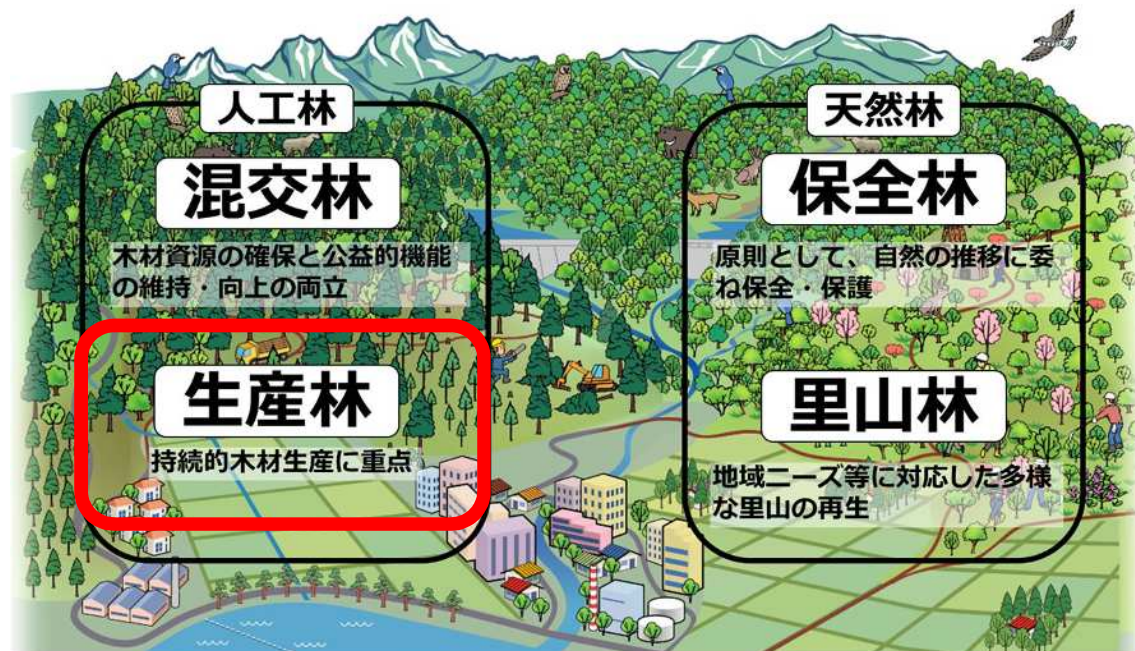 人工林
混交林
木材資源の確保と公益的機能
の維持・向上の両立
生産林
持続的木材生産に重点
天然林
保全林
原則として、自然の推移に委
ね保全・保護
里山林
地域ニーズ等に対応した多様
な里山の再生